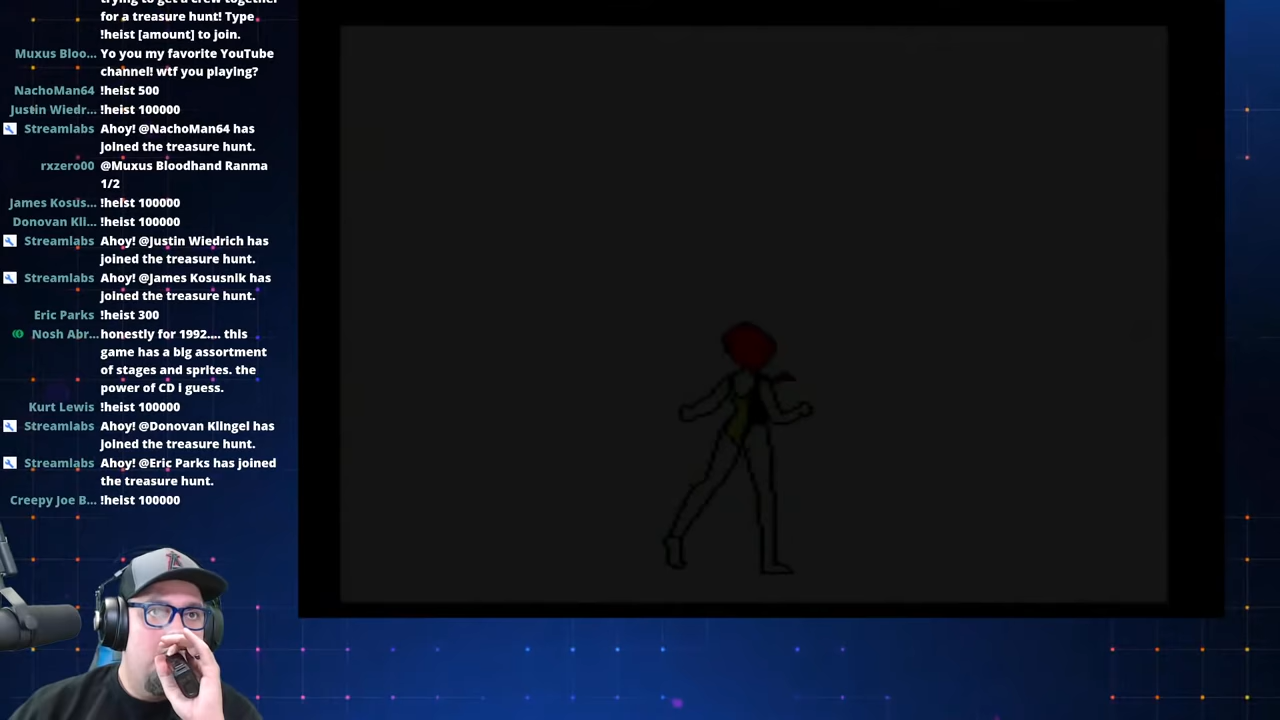 trying to get a crew together
for a treasure hunt! Type
!heist [amount] to join.
Muxus Bloo... Yo you my favorite YouTube
channel! wtf you playing?
NachoMan64 !heist 500
Justin Wiedr... !heist 100000
Streamlabs Ahoy! @NachoMan64 has
joined the treasure hunt.
rxzero00 @Muxus Bloodhand Ranma
1/2
James Kosus... !heist 100000
Donovan Kli... !heist 100000
Streamlabs Ahoy! @Justin Wiedrich has
joined the treasure hunt.
Streamlabs Ahoy! @James Kosusnik has
joined the treasure hunt.
Eric Parks !heist 300
Nosh Abr... honestly for 1992.... this
game has a big assortment
of stages and sprites. the
power of CD i guess.
Kurt Lewis !heist 100000
Streamlabs Ahoy! @Donovan Klingel has
joined the treasure hunt.
Streamlabs Ahoy! @Eric Parks has joined
the treasure hunt.
Creepy Joe B... !heist 100000